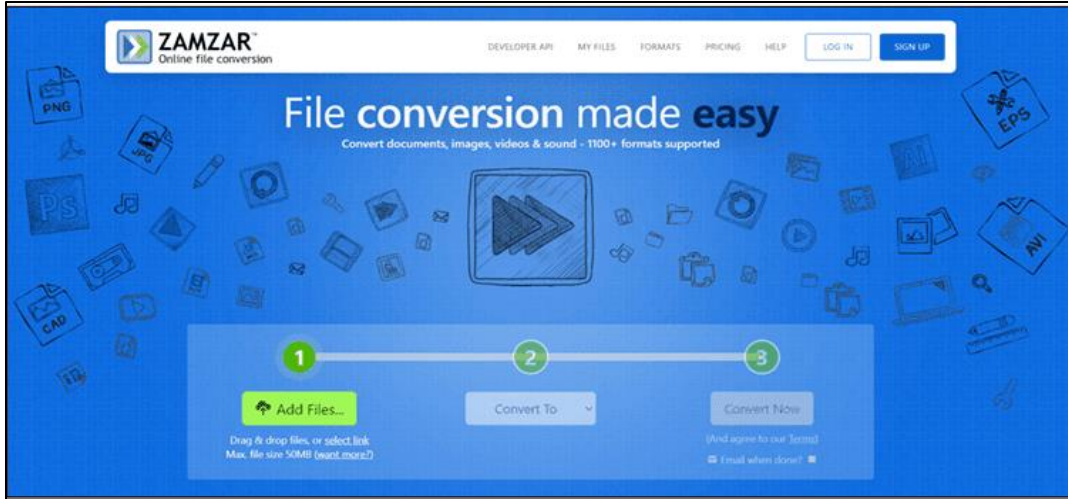 ZAMZAR™
Online file conversion
DEVELOPER API MY FILES FORMATS PRICING HELP LOG IN SIGN UP
File conversion made easy
Convert documents, images, videos & sound - 1100+ formats supported
PNG
JPG
EPS
AI
PS
AVI
CAD
1 2 3
Add Files... Convert To Convert Now
Drag & drop files, or select link (And agree to our Terms)
Max. file size 50MB (want more?) Email when done?